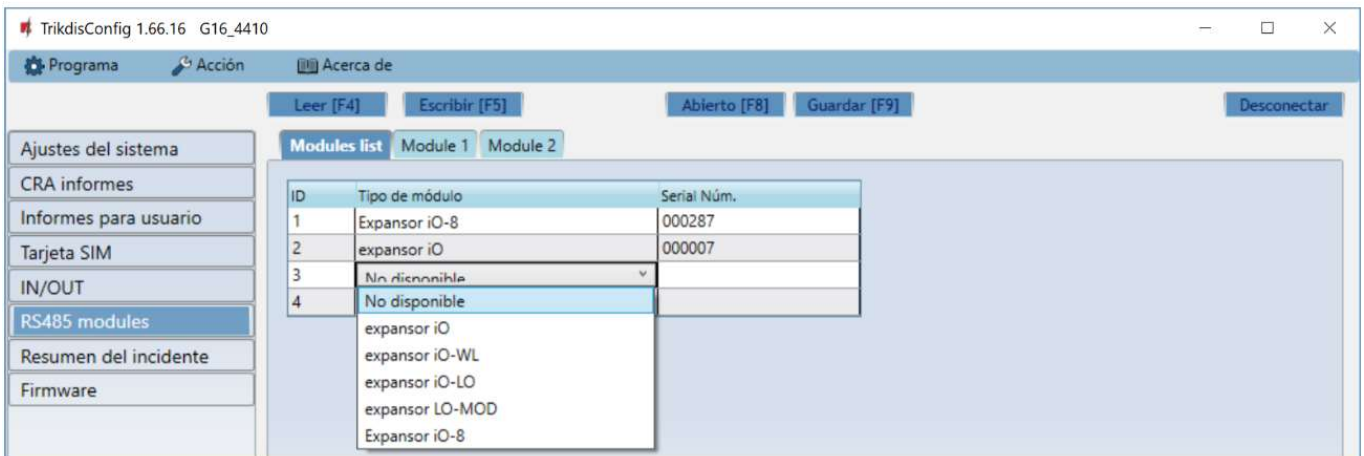 TrikdisConfig 1.66.16 G16_4410
Programa Acción Acerca de
Leer [F4] Escribir [F5] Abierto [F8] Guardar [F9] Desconectar
Ajustes del sistema
CRA informes
Informes para usuario
Tarjeta SIM
IN/OUT
RS485 modules
Resumen del incidente
Firmware
Modules list Module 1 Module 2
ID Tipo de módulo Serial Núm.
1 Expansor iO-8 000287
2 expansor iO 000007
3 No disponible
4
No disponible
expansor iO
expansor iO-WL
expansor iO-LO
expansor LO-MOD
Expansor iO-8